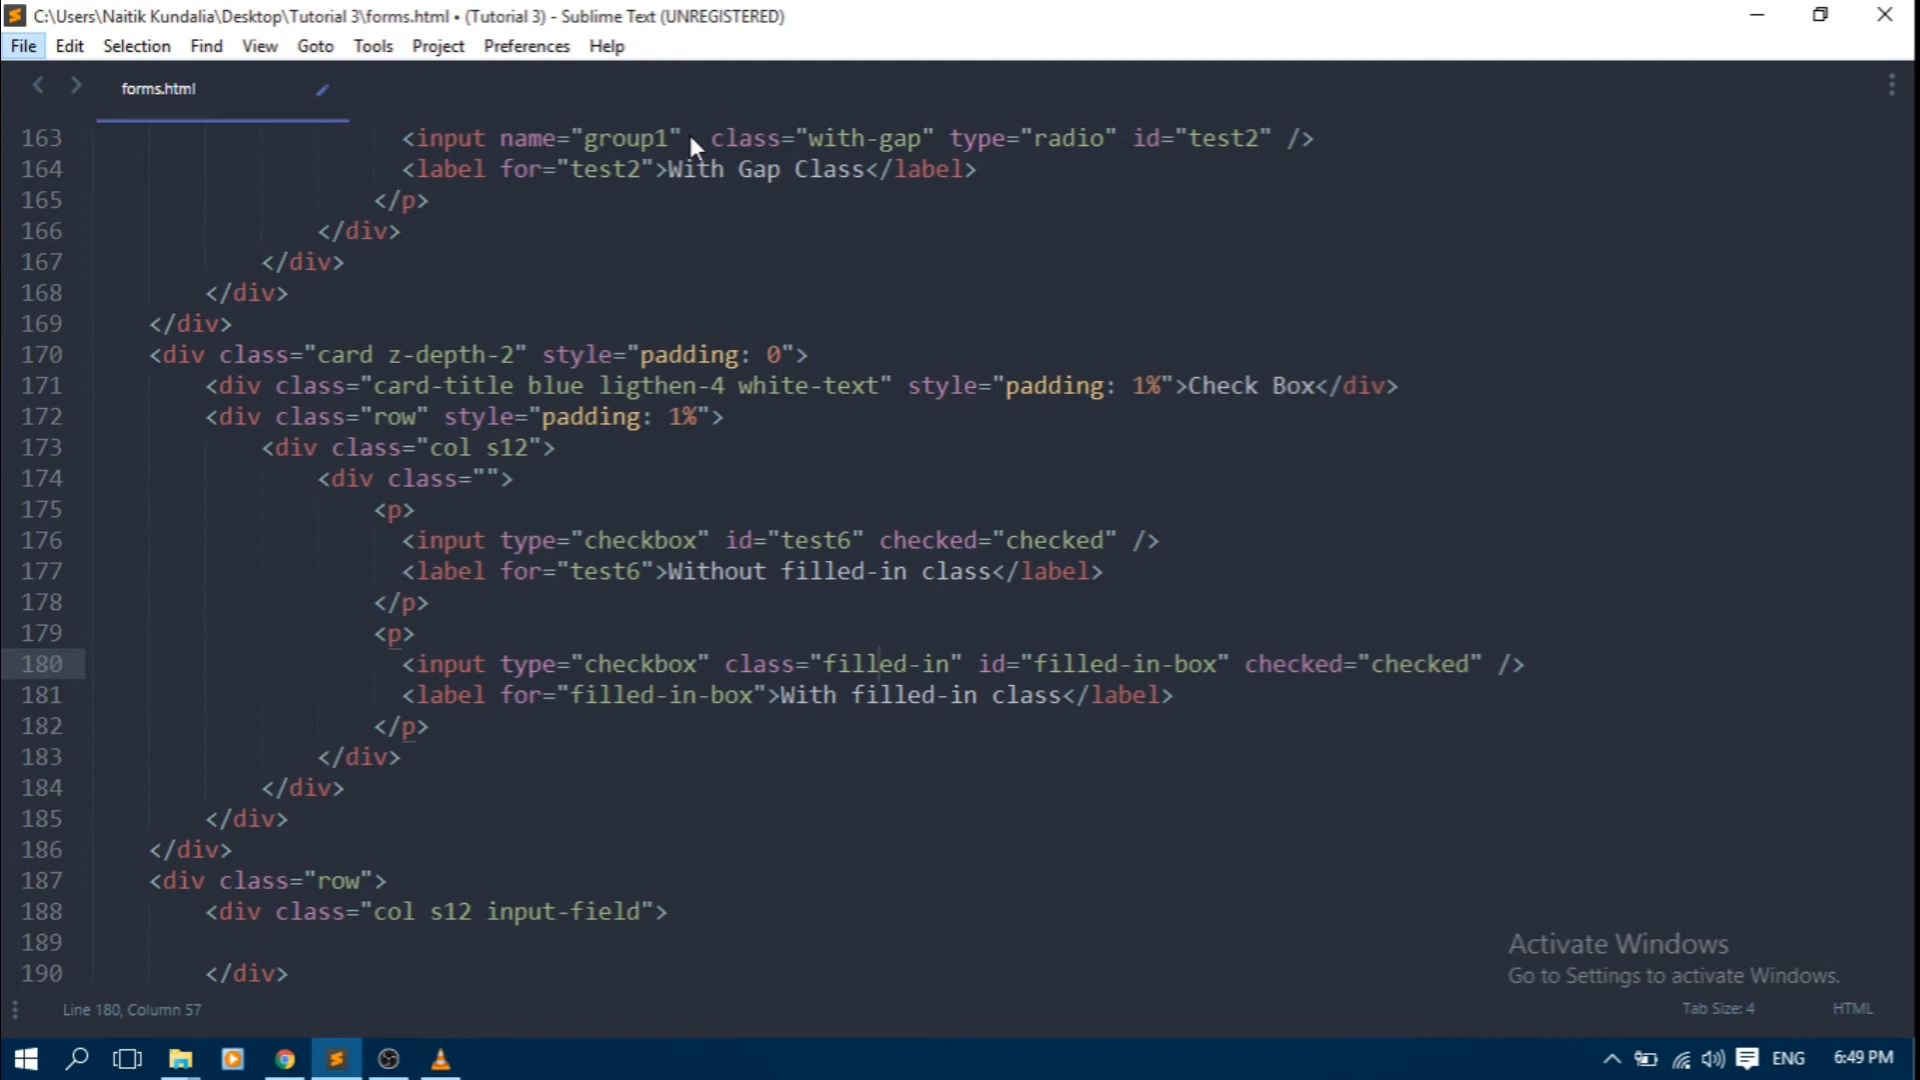 C:\Users\Naitik Kundalia\Desktop\Tutorial 3\forms.html • (Tutorial 3) - Sublime Text (UNREGISTERED)
File Edit Selection Find View Goto Tools Project Preferences Help
forms.html
163 <input name="group1" class="with-gap" type="radio" id="test2" />
164 <label for="test2">With Gap Class</label>
165 </p>
166 </div>
167 </div>
168 </div>
169 </div>
170 <div class="card z-depth-2" style="padding: 0">
171 <div class="card-title blue ligthen-4 white-text" style="padding: 1%">Check Box</div>
172 <div class="row" style="padding: 1%">
173 <div class="col s12">
174 <div class="">
175 <p>
176 <input type="checkbox" id="test6" checked="checked" />
177 <label for="test6">Without filled-in class</label>
178 </p>
179 <p>
180 <input type="checkbox" class="filled-in" id="filled-in-box" checked="checked" />
181 <label for="filled-in-box">With filled-in class</label>
182 </p>
183 </div>
184 </div>
185 </div>
186 </div>
187 <div class="row">
188 <div class="col s12 input-field">
189
190 </div>
Activate Windows
Go to Settings to activate Windows.
Line 180, Column 57
Tab Size: 4
HTML
ENG
6:49 PM